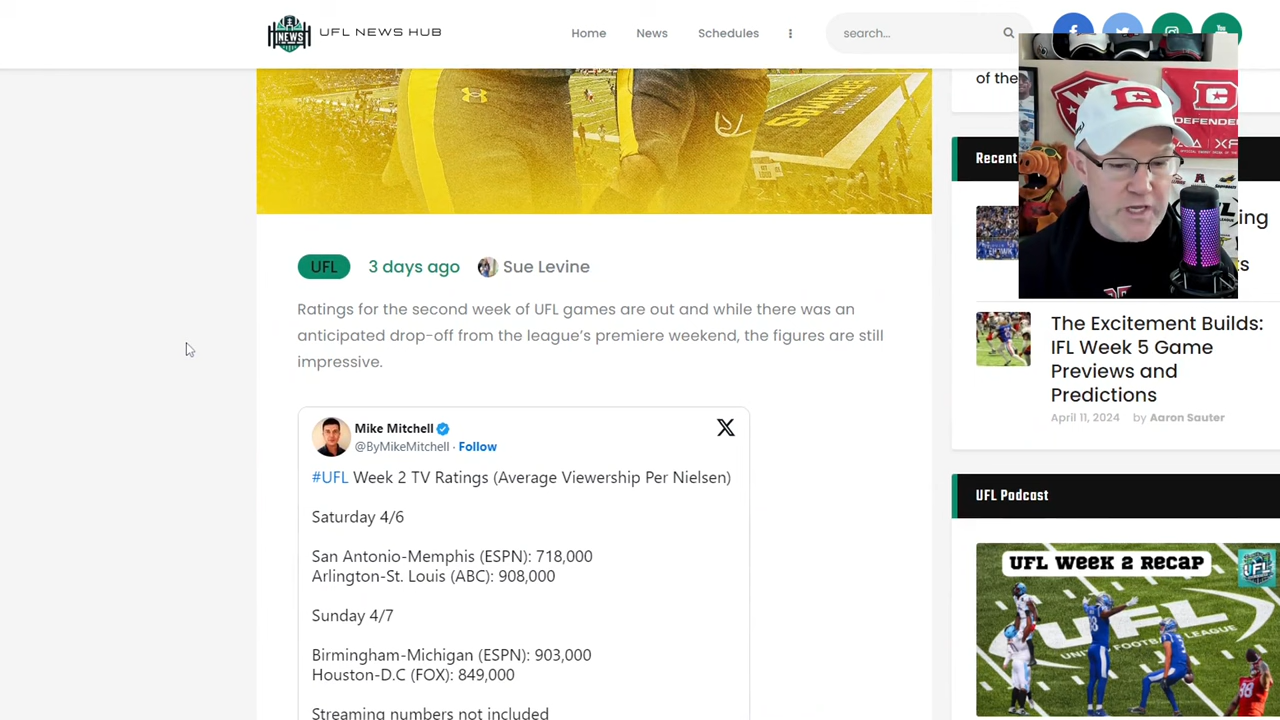 NEWS
UFL NEWS HUB
Home
News
Schedules
search...
of the
Recent
ing
s
The Excitement Builds:
IFL Week 5 Game
Previews and
Predictions
April 11, 2024 by Aaron Sauter
DEFENDE
XF
UFL
3 days ago
Sue Levine
Ratings for the second week of UFL games are out and while there was an
anticipated drop-off from the league’s premiere weekend, the figures are still
impressive.
Mike Mitchell
@ByMikeMitchell · Follow
#UFL Week 2 TV Ratings (Average Viewership Per Nielsen)
Saturday 4/6
San Antonio-Memphis (ESPN): 718,000
Arlington-St. Louis (ABC): 908,000
Sunday 4/7
Birmingham-Michigan (ESPN): 903,000
Houston-D.C (FOX): 849,000
Streaming numbers not included
UFL Podcast
UFL WEEK 2 RECAP
UFL